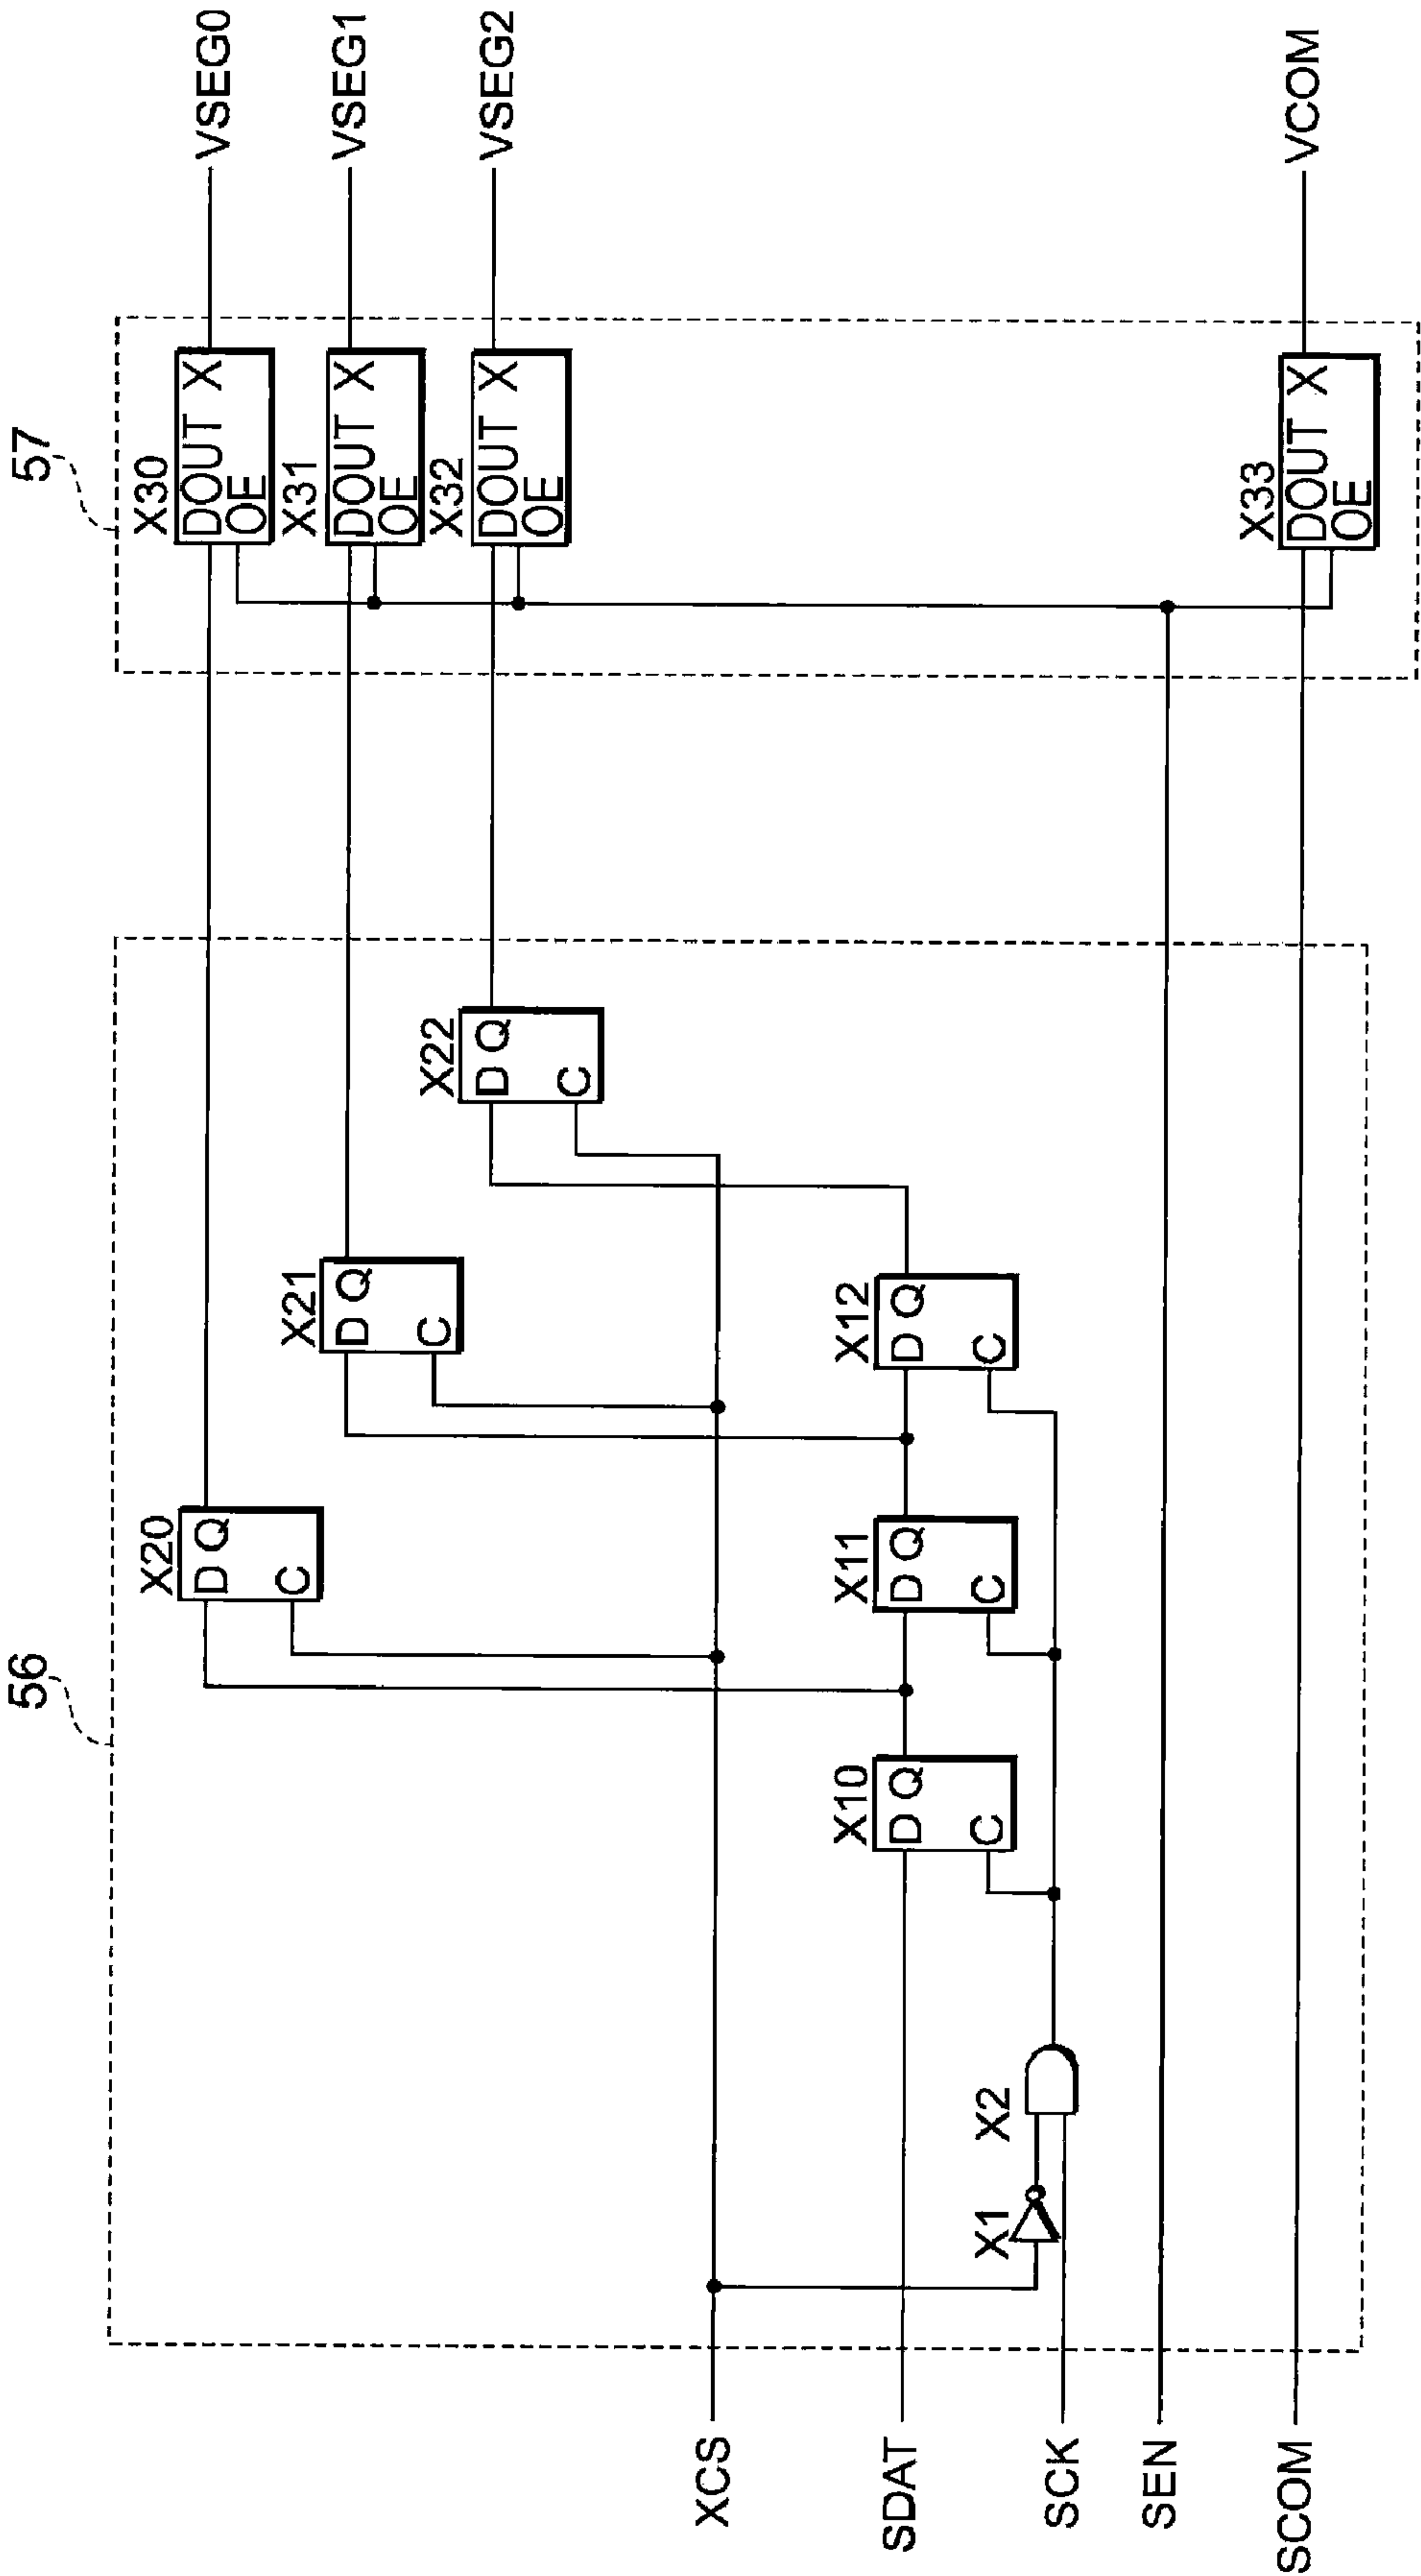 56
57
X20
D Q
C
X21
D Q
C
X22
D Q
C
X30
DOUT X
OE
VSEG0
X31
DOUT X
OE
VSEG1
X32
DOUT X
OE
VSEG2
XCS
SDAT
X10
D Q
C
X11
D Q
C
X12
D Q
C
SCK
X1
X2
SEN
SCOM
X33
DOUT X
OE
VCOM